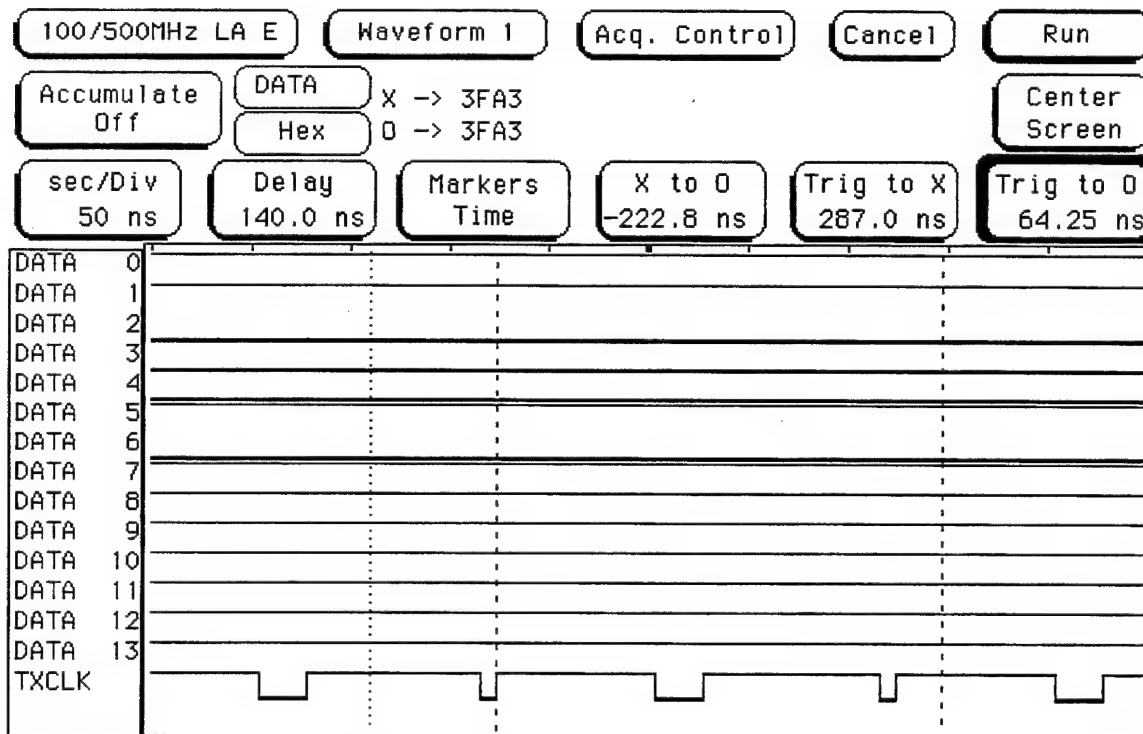 100/500MHz LA E Waveform 1 Acq. Control Cancel Run
Accumulate Off DATA Hex X -> 3FA3 O -> 3FA3 Center Screen
sec/Div 50 ns Delay 140.0 ns Markers Time X to O -222.8 ns Trig to X 287.0 ns Trig to O 64.25 ns
DATA 0
DATA 1
DATA 2
DATA 3
DATA 4
DATA 5
DATA 6
DATA 7
DATA 8
DATA 9
DATA 10
DATA 11
DATA 12
DATA 13
TXCLK